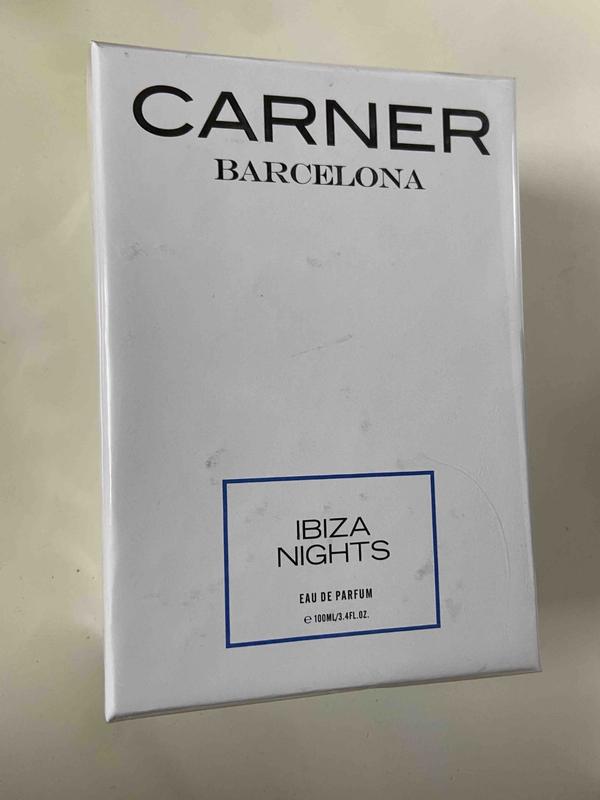 CARNER
BARCELONA
IBIZA
NIGHTS
EAU DE PARFUM
℮ 100ML/3.4FL.OZ.